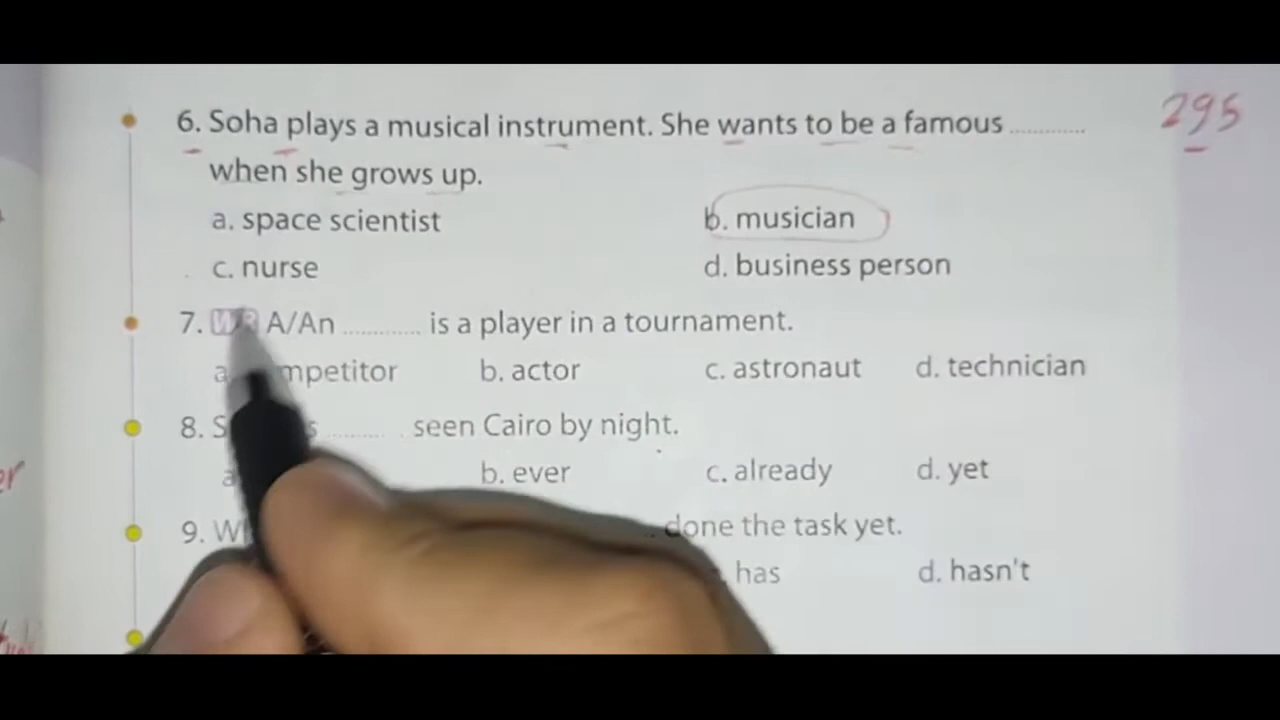 295
6. Soha plays a musical instrument. She wants to be a famous ............
when she grows up.
a. space scientist b. musician
c. nurse d. business person
7. A/An ............ is a player in a tournament.
mpetitor b. actor c. astronaut d. technician
8. S ............ seen Cairo by night.
b. ever c. already d. yet
9. done the task yet.
has d. hasn't